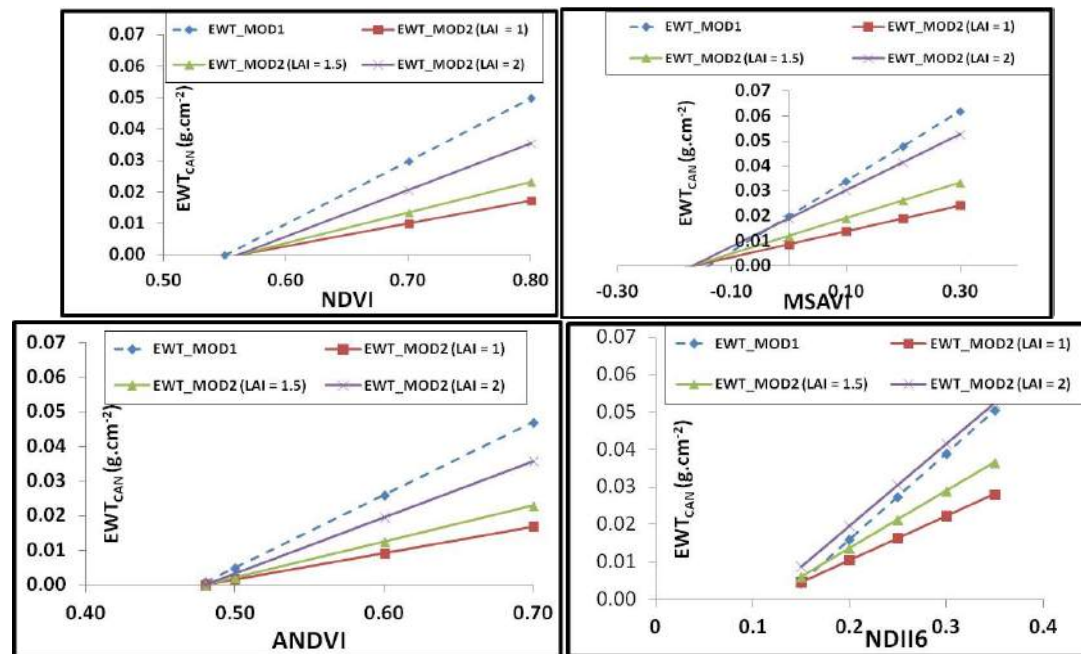 0.07
0.06
0.05
0.04
0.03
0.02
0.01
0.00
EWT_MOD1
EWT_MOD2 (LAI = 1)
EWT_MOD2 (LAI = 1.5)
EWT_MOD2 (LAI = 2)
EWTCAN (g.cm-2)
0.50 0.60 0.70 0.80
NDVI
EWT_MOD1
EWT_MOD2 (LAI = 1)
EWT_MOD2 (LAI = 1.5)
EWT_MOD2 (LAI = 2)
EWTCAN (g.cm-2)
0.07
0.06
0.05
0.04
0.03
0.02
0.01
0.00
-0.30 -0.10 0.10 0.30
MSAVI
0.07
0.06
0.05
0.04
0.03
0.02
0.01
0.00
EWT_MOD1
EWT_MOD2 (LAI = 1)
EWT_MOD2 (LAI = 1.5)
EWT_MOD2 (LAI = 2)
EWTCAN (g.cm-2)
0.40 0.50 0.60 0.70
ANDVI
0.07
0.06
0.05
0.04
0.03
0.02
0.01
0.00
EWT_MOD1
EWT_MOD2 (LAI = 1)
EWT_MOD2 (LAI = 1.5)
EWT_MOD2 (LAI = 2)
EWTCAN (g.cm-2)
0 0.1 0.2 0.3 0.4
NDII6